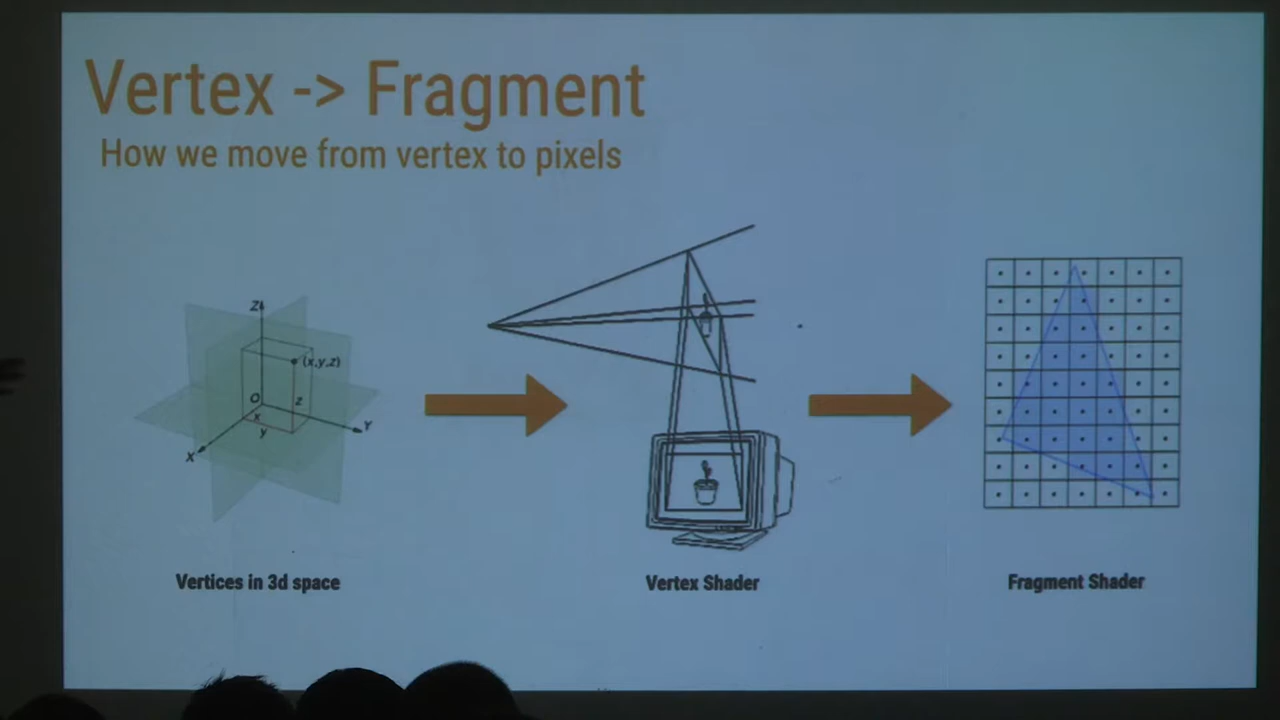 Vertex -> Fragment
How we move from vertex to pixels
Z
(x,y,z)
O
z
x
y
Y
X
Vertices in 3d space
Vertex Shader
Fragment Shader